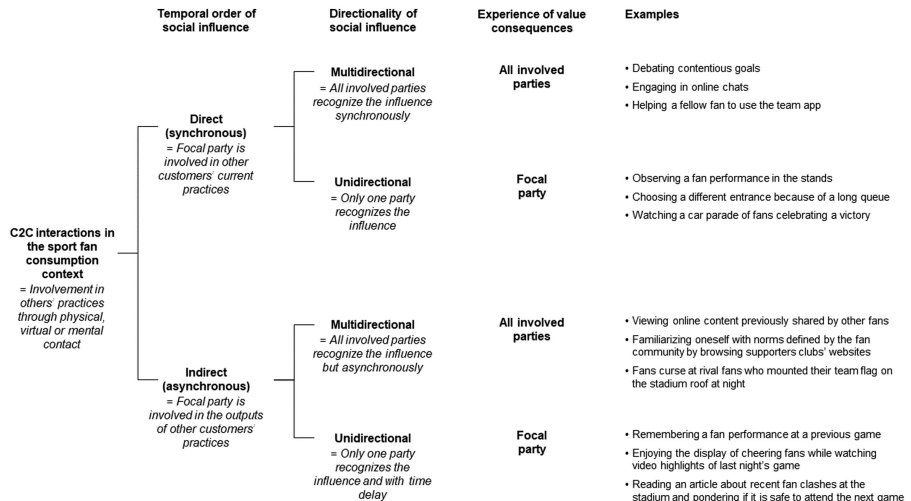 Temporal order of
social influence
Directionality of
social influence
Experience of value
consequences
Examples
C2C interactions in
the sport fan
consumption
context
= Involvement in
others' practices
through physical,
virtual or mental
contact
Direct
(synchronous)
= Focal party is
involved in other
customers' current
practices
Multidirectional
= All involved parties
recognize the influence
synchronously
All involved
parties
• Debating contentious goals
• Engaging in online chats
• Helping a fellow fan to use the team app
Unidirectional
= Only one party
recognizes the
influence
Focal
party
• Observing a fan performance in the stands
• Choosing a different entrance because of a long queue
• Watching a car parade of fans celebrating a victory
Indirect
(asynchronous)
= Focal party is
involved in the outputs
of other customers'
practices
Multidirectional
= All involved parties
recognize the influence
but asynchronously
All involved
parties
• Viewing online content previously shared by other fans
• Familiarizing oneself with norms defined by the fan
community by browsing supporters clubs' websites
• Fans curse at rival fans who mounted their team flag on
the stadium roof at night
Unidirectional
= Only one party
recognizes the
influence and with time
delay
Focal
party
• Remembering a fan performance at a previous game
• Enjoying the display of cheering fans while watching
video highlights of last night's game
• Reading an article about recent fan clashes at the
stadium and pondering if it is safe to attend the next game